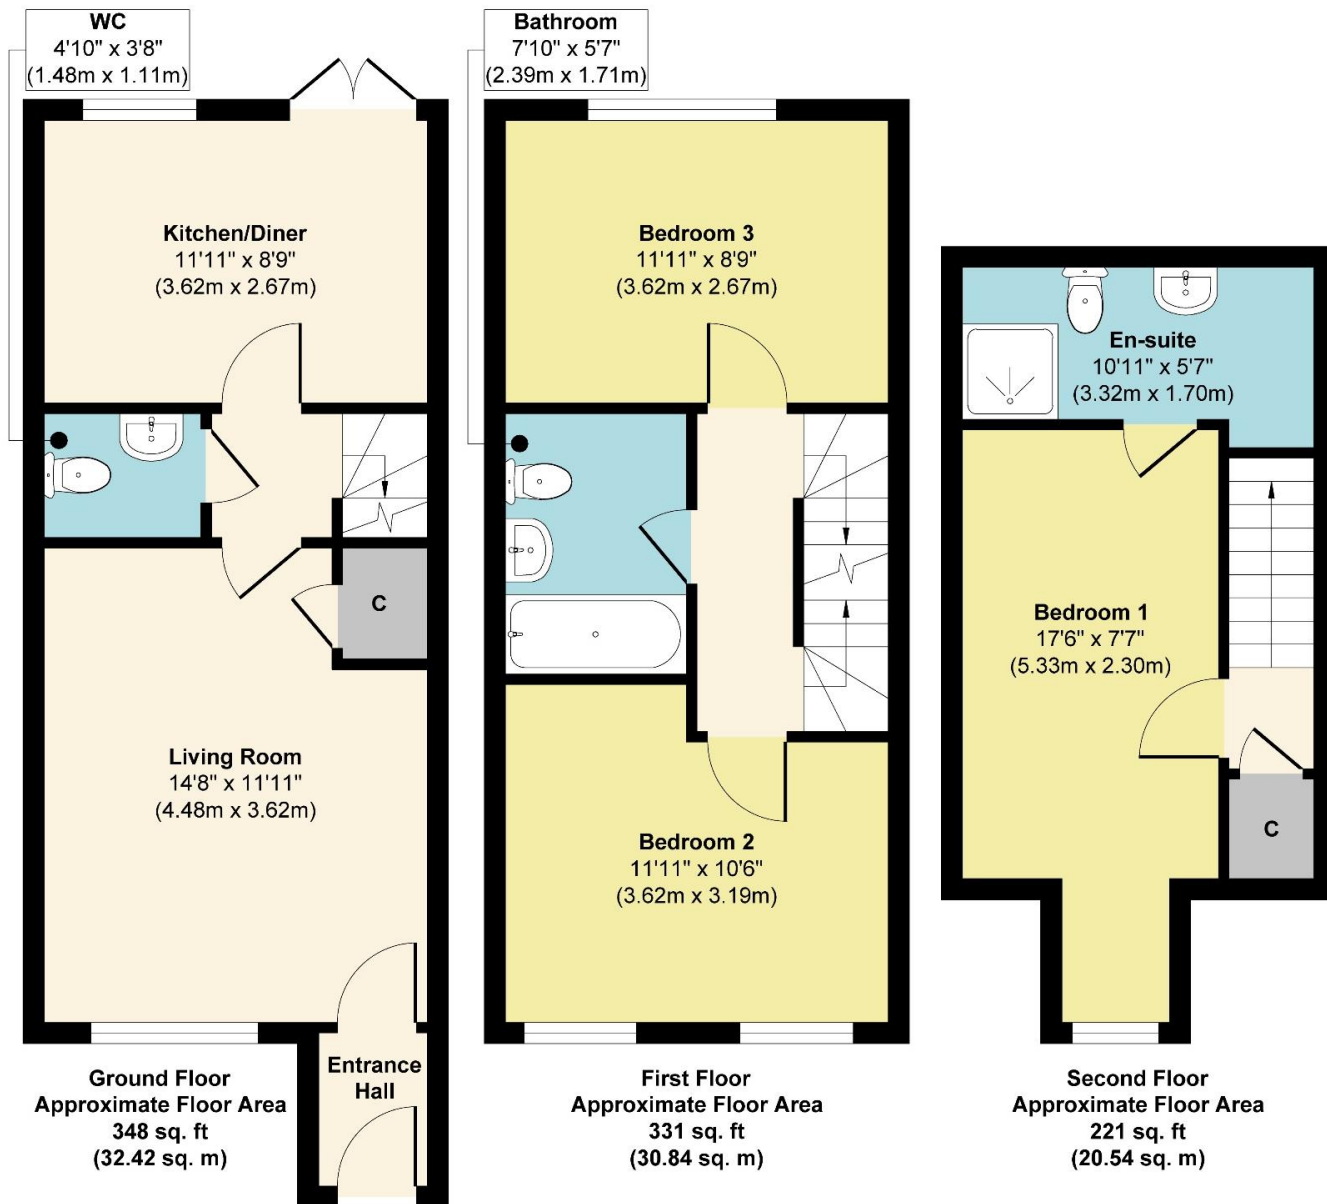 WC
4'10" x 3'8"
(1.48m x 1.11m)
Bathroom
7'10" x 5'7"
(2.39m x 1.71m)
Kitchen/Diner
11'11" x 8'9"
(3.62m x 2.67m)
Bedroom 3
11'11" x 8'9"
(3.62m x 2.67m)
En-suite
10'11" x 5'7"
(3.32m x 1.70m)
C
Bedroom 1
17'6" x 7'7"
(5.33m x 2.30m)
Living Room
14'8" x 11'11"
(4.48m x 3.62m)
Bedroom 2
11'11" x 10'6"
(3.62m x 3.19m)
C
Entrance
Hall
Ground Floor
Approximate Floor Area
348 sq. ft
(32.42 sq. m)
First Floor
Approximate Floor Area
331 sq. ft
(30.84 sq. m)
Second Floor
Approximate Floor Area
221 sq. ft
(20.54 sq. m)